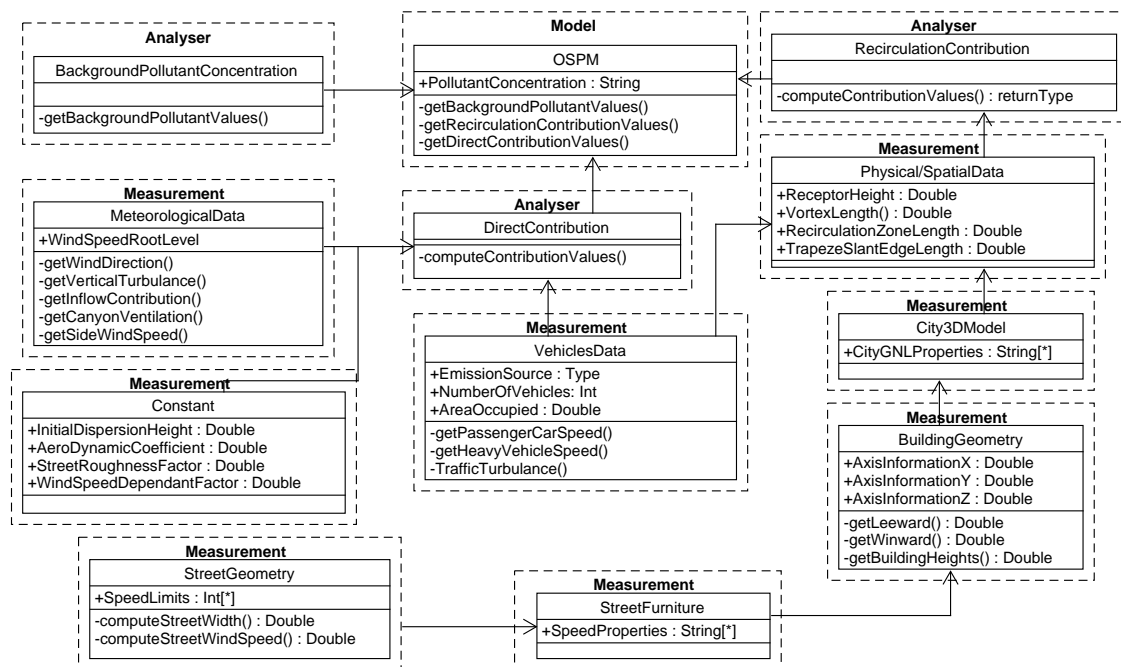 Analyser
BackgroundPollutantConcentration
-getBackgroundPollutantValues()
Model
OSPM
+PollutantConcentration : String
-getBackgroundPollutantValues()
-getRecirculationContributionValues()
-getDirectContributionValues()
Analyser
RecirculationContribution
-computeContributionValues() : returnType
Measurement
MeteorologicalData
+WindSpeedRootLevel
-getWindDirection()
-getVerticalTurbulance()
-getInflowContribution()
-getCanyonVentilation()
-getSideWindSpeed()
Analyser
DirectContribution
-computeContributionValues()
Measurement
Physical/SpatialData
+ReceptorHeight : Double
+VortexLength() : Double
+RecirculationZoneLength : Double
+TrapezeSlantEdgeLength : Double
Measurement
City3DModel
+CityGNLProperties : String[*]
Measurement
VehiclesData
+EmissionSource : Type
+NumberOfVehicles: Int
+AreaOccupied : Double
-getPassengerCarSpeed()
-getHeavyVehicleSpeed()
-TrafficTurbulance()
Measurement
Constant
+InitialDispersionHeight : Double
+AeroDynamicCoefficient : Double
+StreetRoughnessFactor : Double
+WindSpeedDependantFactor : Double
Measurement
BuildingGeometry
+AxisInformationX : Double
+AxisInformationY : Double
+AxisInformationZ : Double
-getLeeward() : Double
-getWinward() : Double
-getBuildingHeights() : Double
Measurement
StreetGeometry
+SpeedLimits : Int[*]
-computeStreetWidth() : Double
-computeStreetWindSpeed() : Double
Measurement
StreetFurniture
+SpeedProperties : String[*]